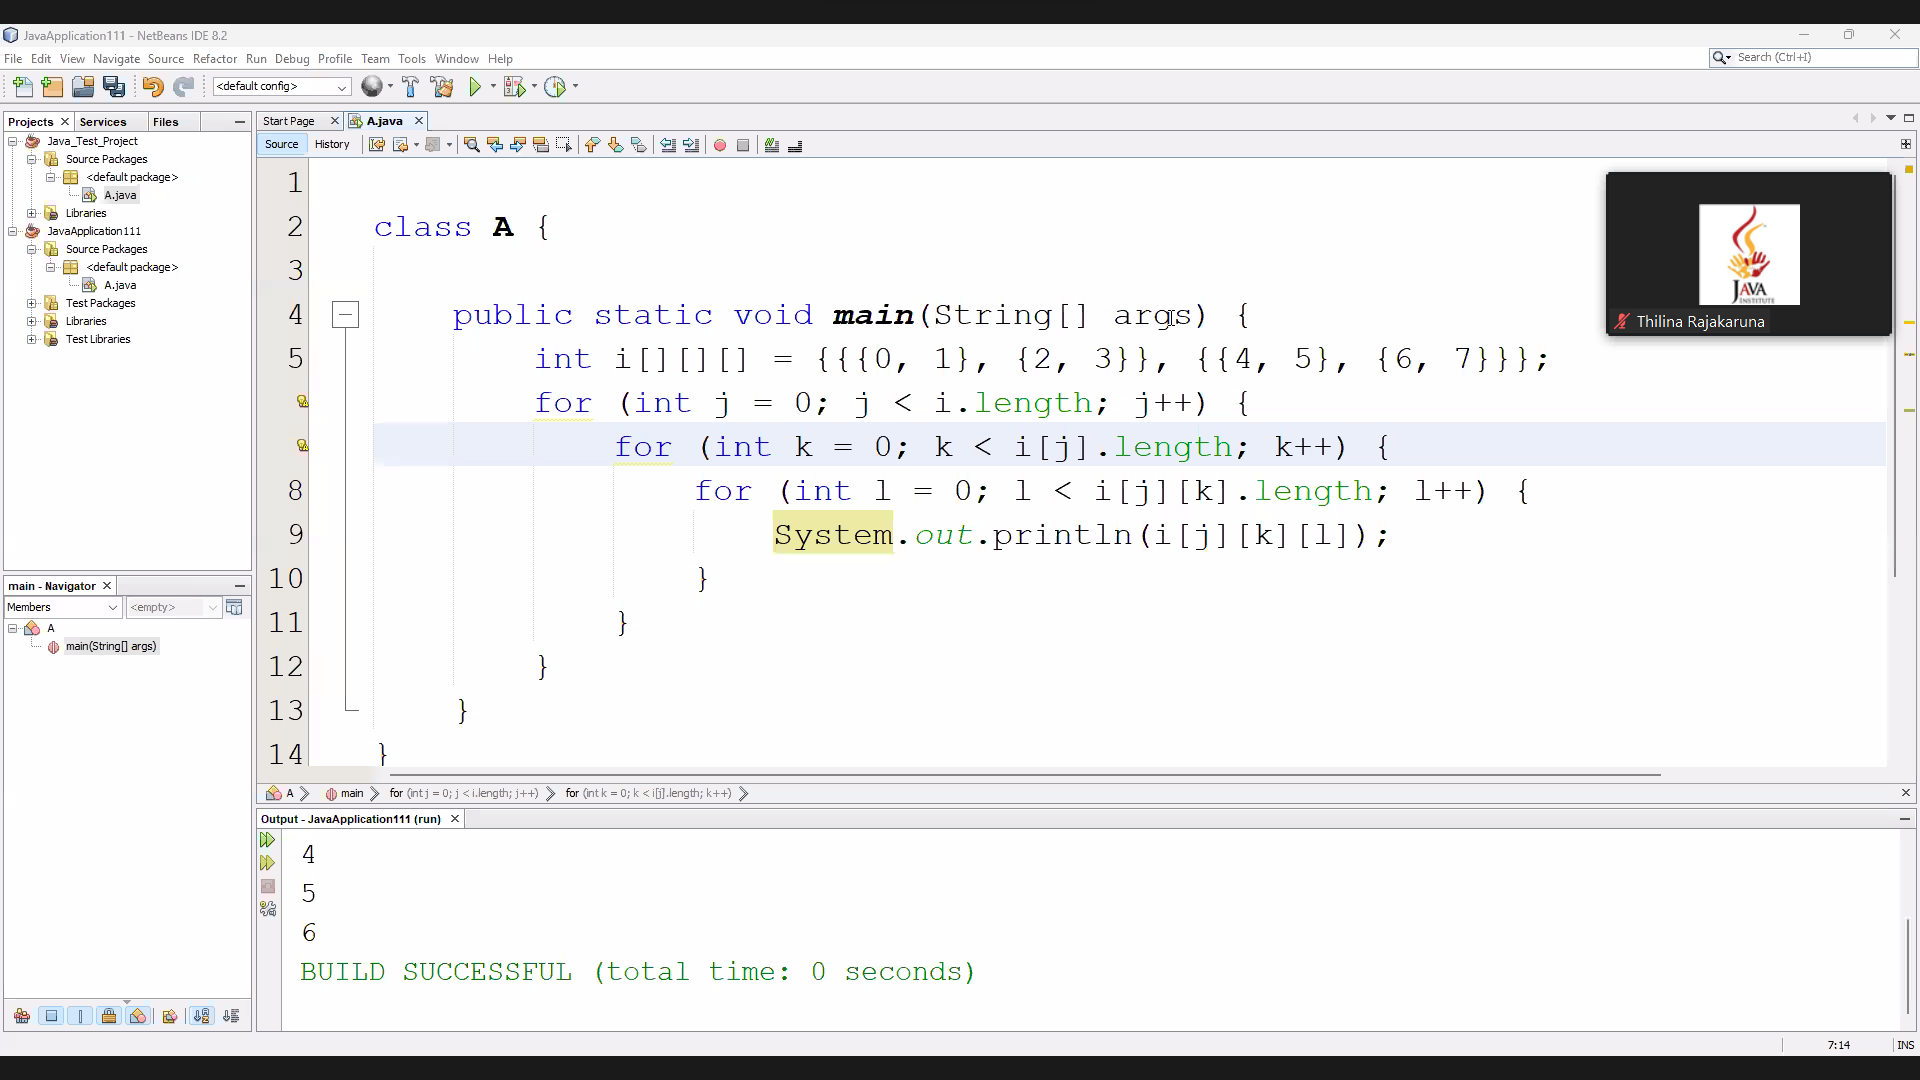 JavaApplication111 - NetBeans IDE 8.2
File Edit View Navigate Source Refactor Run Debug Profile Team Tools Window Help
Search (Ctrl+I)
<default config>
Projects Services Files
Java_Test_Project
Source Packages
<default package>
A.java
Libraries
JavaApplication111
Source Packages
<default package>
A.java
Test Packages
Libraries
Test Libraries
main - Navigator
Members <empty>
A
main(String[] args)
Start Page A.java
Source History
1
2 class A {
3
4 public static void main(String[] args) {
5 int i[][][] = {{{0, 1}, {2, 3}}, {{4, 5}, {6, 7}}};
for (int j = 0; j < i.length; j++) {
for (int k = 0; k < i[j].length; k++) {
8 for (int l = 0; l < i[j][k].length; l++) {
9 System.out.println(i[j][k][l]);
10 }
11 }
12 }
13 }
14 }
JAVA
INSTITUTE
Thilina Rajakaruna
A main for (int j = 0; j < i.length; j++) for (int k = 0; k < i[j].length; k++)
Output - JavaApplication111 (run)
4
5
6
BUILD SUCCESSFUL (total time: 0 seconds)
7:14 INS